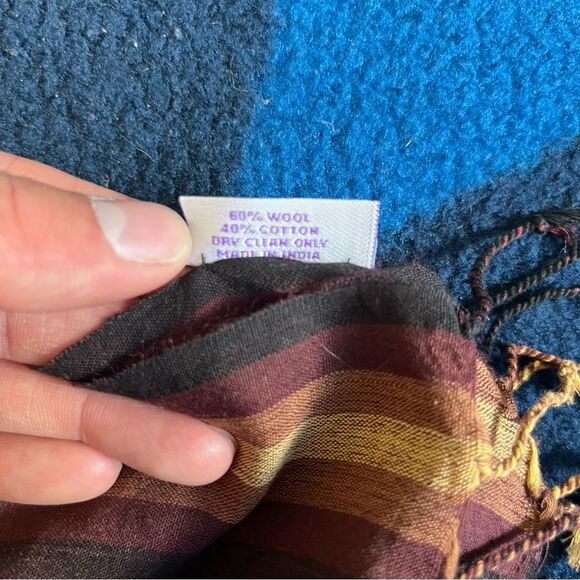 60% WOOL
40% COTTON
DRY CLEAN ONLY
MADE IN INDIA